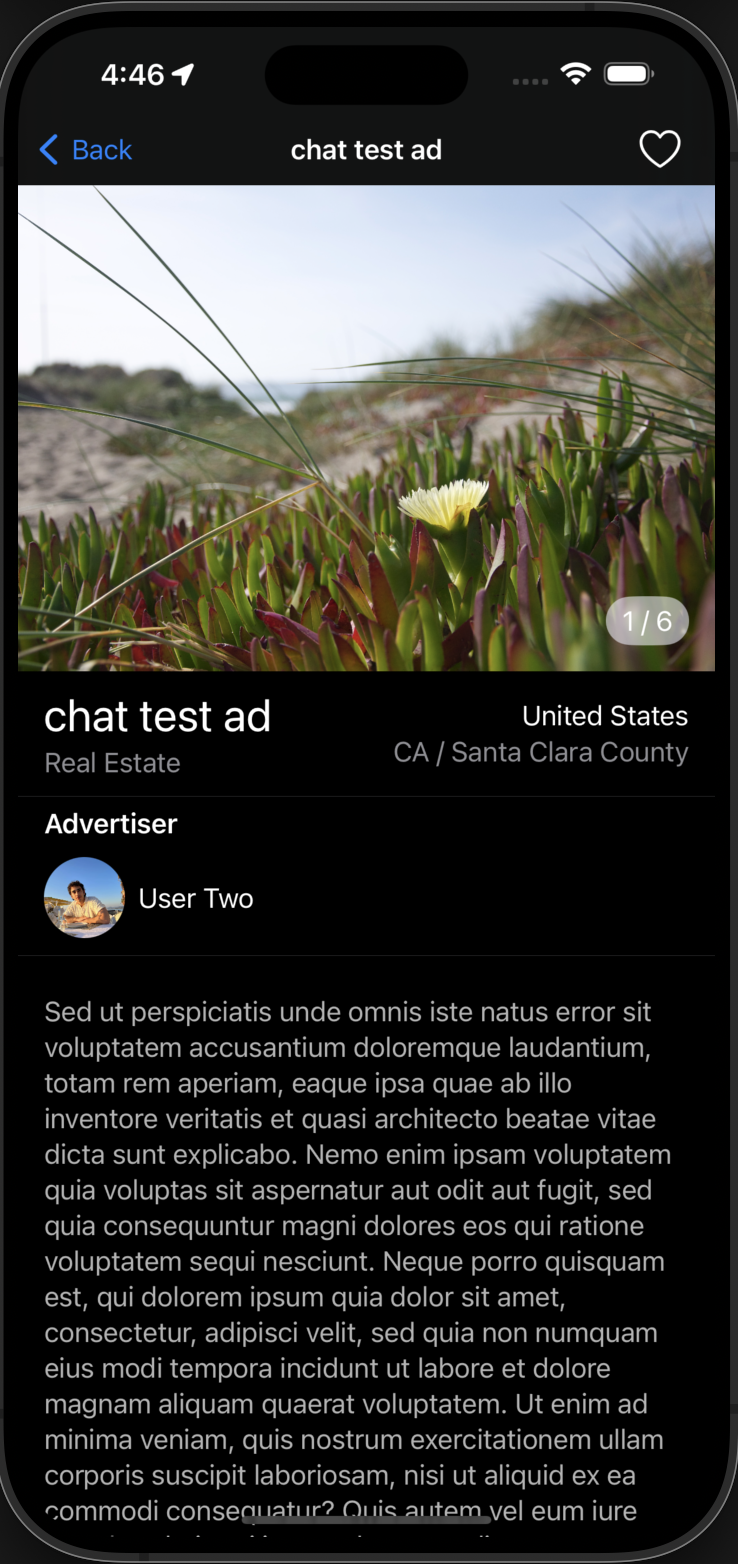 4:46
Back
chat test ad
1 / 6
chat test ad
United States
Real Estate
CA / Santa Clara County
Advertiser
User Two
Sed ut perspiciatis unde omnis iste natus error sit
voluptatem accusantium doloremque laudantium,
totam rem aperiam, eaque ipsa quae ab illo
inventore veritatis et quasi architecto beatae vitae
dicta sunt explicabo. Nemo enim ipsam voluptatem
quia voluptas sit aspernatur aut odit aut fugit, sed
quia consequuntur magni dolores eos qui ratione
voluptatem sequi nesciunt. Neque porro quisquam
est, qui dolorem ipsum quia dolor sit amet,
consectetur, adipisci velit, sed quia non numquam
eius modi tempora incidunt ut labore et dolore
magnam aliquam quaerat voluptatem. Ut enim ad
minima veniam, quis nostrum exercitationem ullam
corporis suscipit laboriosam, nisi ut aliquid ex ea
commodi consequatur? Quis autem vel eum iure